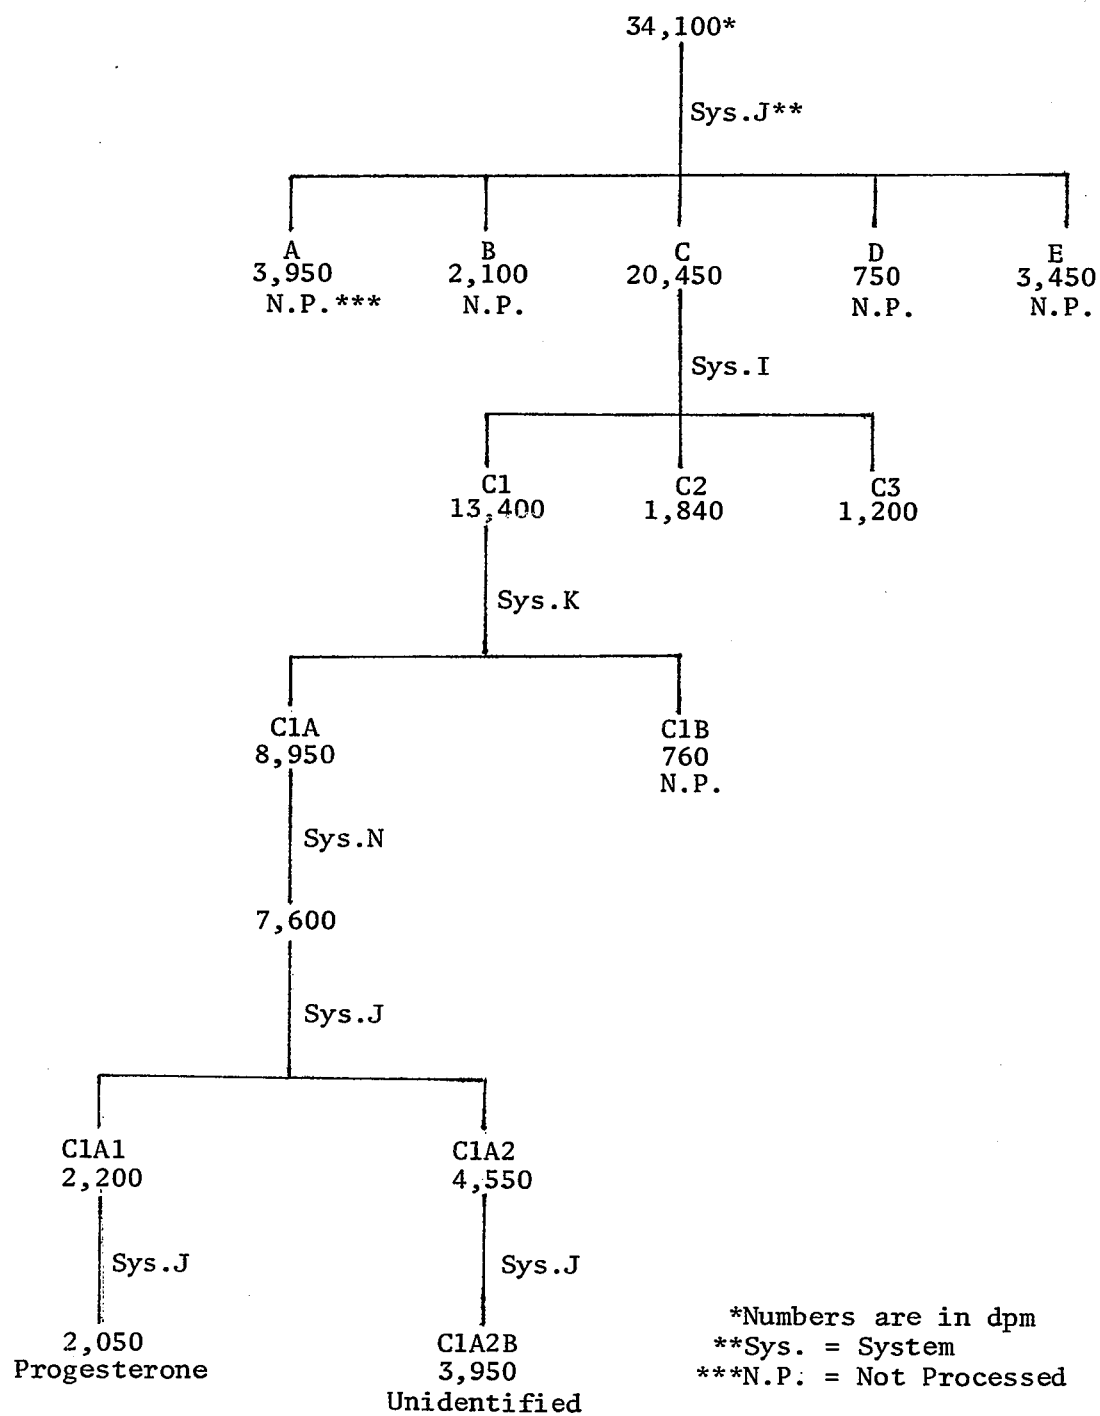 34,100*
Sys.J**
A B C D E
3,950 2,100 20,450 750 3,450
N.P.*** N.P. N.P. N.P.
Sys.I
C1 C2 C3
13,400 1,840 1,200
Sys.K
C1A C1B
8,950 760
N.P.
Sys.N
7,600
Sys.J
C1A1 C1A2
2,200 4,550
Sys.J Sys.J
2,050 C1A2B
Progesterone 3,950
Unidentified
*Numbers are in dpm
**Sys. = System
***N.P. = Not Processed